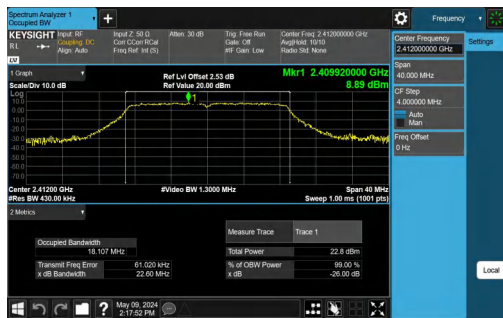 Spectrum Analyzer 1
Occupied BW
Frequency
KEYSIGHT Input: RF Input Z: 50 Ω Atten: 30 dB Trig: Free Run Center Freq: 2.412000000 GHz
RL Coupling: DC Corr CCorr RCal Gate: Off Avg|Hold: 10/10
Align: Auto Freq Ref: Int (S) #IF Gain: Low Radio Std: None
Center Frequency
2.412000000 GHz
Settings
Span
40.000 MHz
CF Step
4.000000 MHz
Auto
Man
Freq Offset
0 Hz
LXI
1 Graph
Ref Lvl Offset 2.53 dB
Mkr1 2.409920000 GHz
Scale/Div 10.0 dB
Ref Value 20.00 dBm
8.89 dBm
Log
10.0
0.00
-10.0
-20.0
-30.0
-40.0
-50.0
-60.0
-70.0
1
Center 2.41200 GHz
#Video BW 1.3000 MHz
Span 40 MHz
#Res BW 430.00 kHz
Sweep 1.00 ms (1001 pts)
2 Metrics
Measure Trace Trace 1
Occupied Bandwidth
18.107 MHz
Total Power 22.8 dBm
Transmit Freq Error 61.020 kHz
% of OBW Power 99.00 %
x dB Bandwidth 22.60 MHz
x dB -26.00 dB
Local
? May 09, 2024
2:17:52 PM